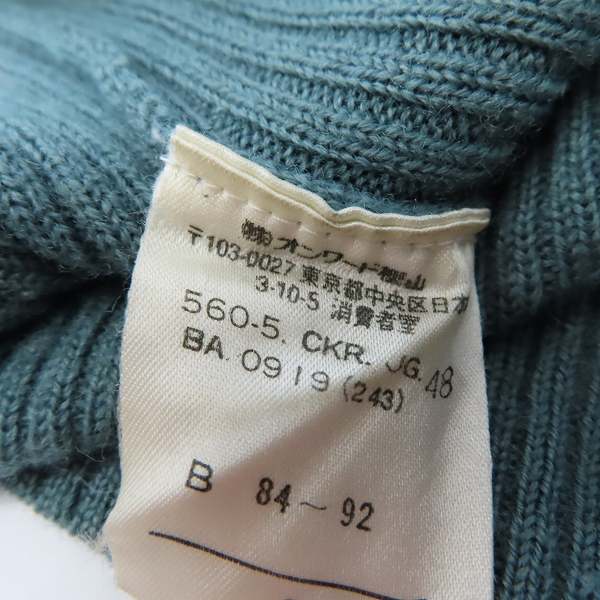 ㈱オンワード樫山
〒103-0027 東京都中央区日本
3-10-5 消費者室
560-5. CKR. UG. 48
BA. 0919 (243)
B 84～92